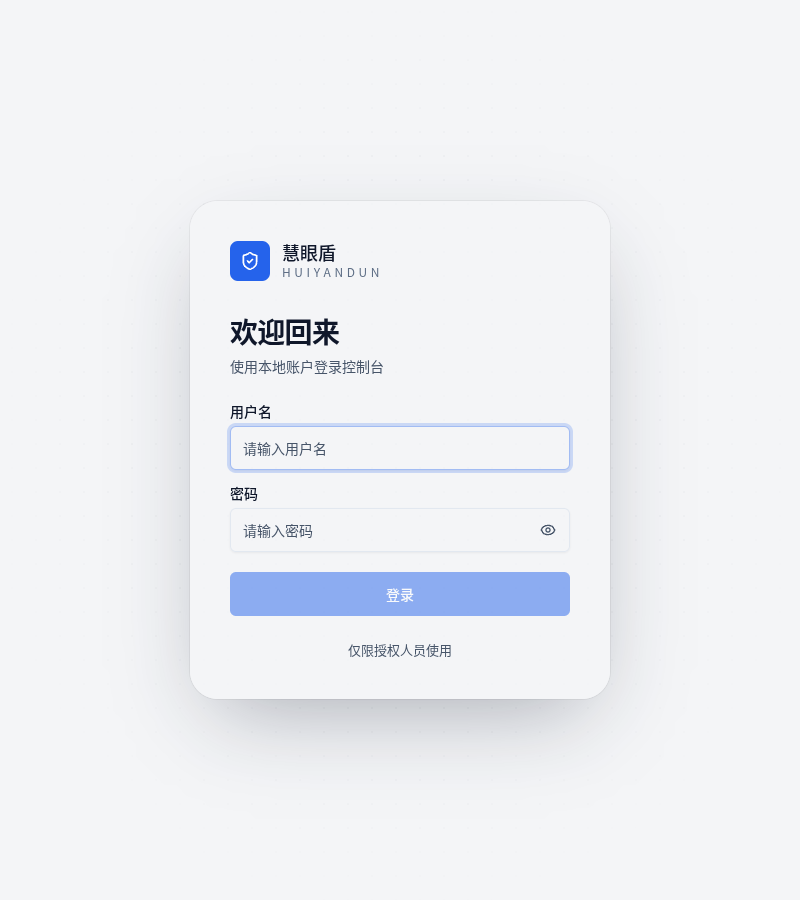 慧眼盾
HUIYANDUN
欢迎回来
使用本地账户登录控制台
用户名
请输入用户名
密码
请输入密码
登录
仅限授权人员使用